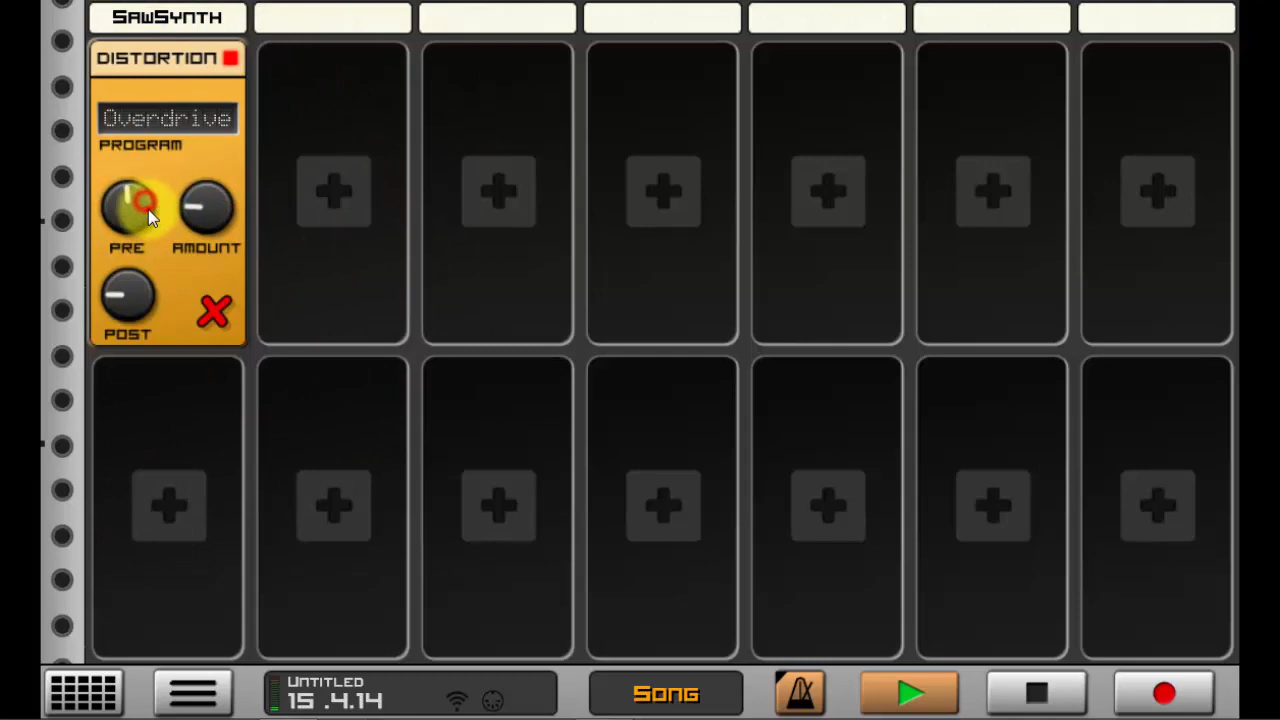 SawSynth
Distortion
Overdrive
Program
Pre
Amount
Post
Untitled
15 .4.14
Song